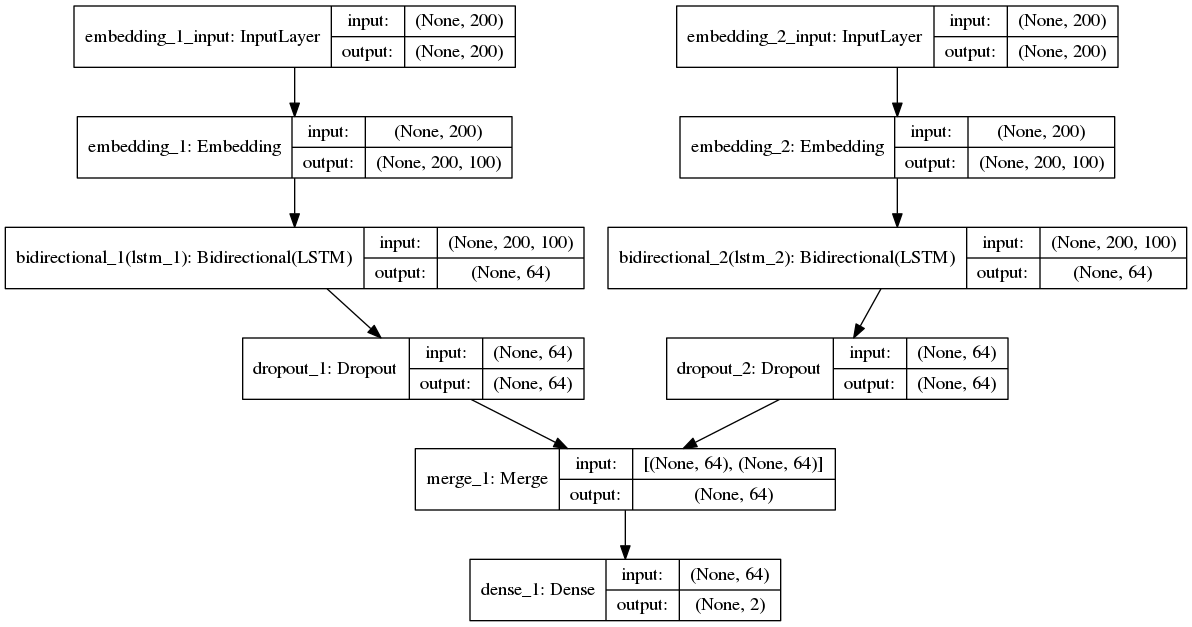 embedding_1_input: InputLayer
input: (None, 200)
output: (None, 200)
embedding_2_input: InputLayer
input: (None, 200)
output: (None, 200)
embedding_1: Embedding
input: (None, 200)
output: (None, 200, 100)
embedding_2: Embedding
input: (None, 200)
output: (None, 200, 100)
bidirectional_1(lstm_1): Bidirectional(LSTM)
input: (None, 200, 100)
output: (None, 64)
bidirectional_2(lstm_2): Bidirectional(LSTM)
input: (None, 200, 100)
output: (None, 64)
dropout_1: Dropout
input: (None, 64)
output: (None, 64)
dropout_2: Dropout
input: (None, 64)
output: (None, 64)
merge_1: Merge
input: [(None, 64), (None, 64)]
output: (None, 64)
dense_1: Dense
input: (None, 64)
output: (None, 2)